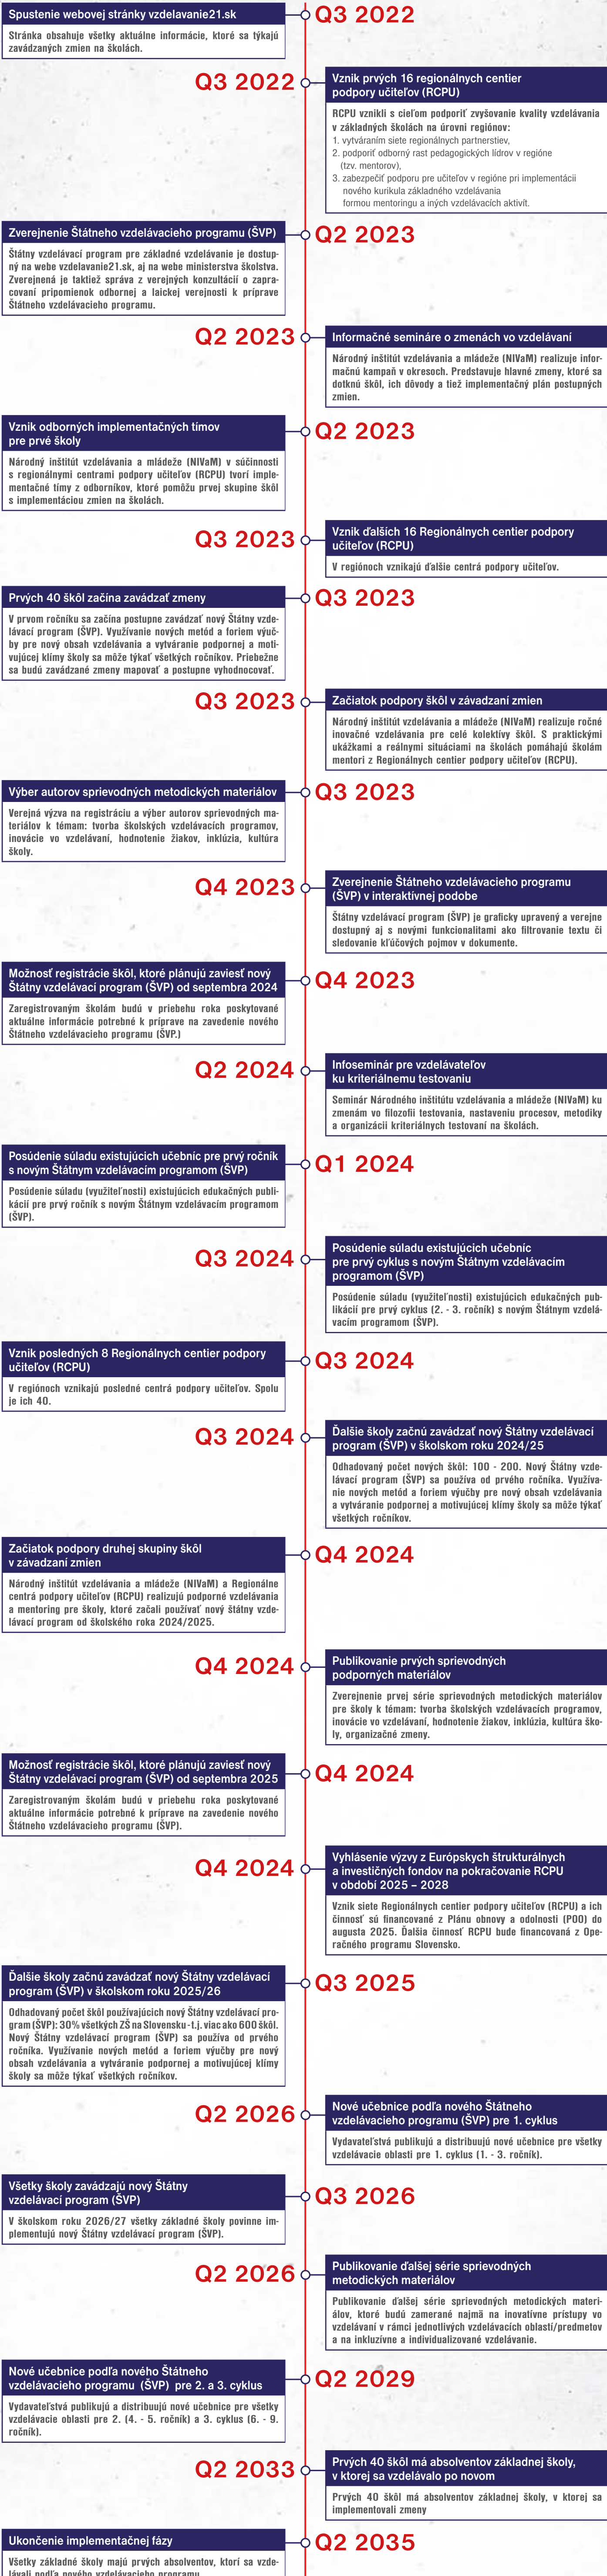 Spustenie webovej stránky vzdelavanie21.sk
Q3 2022
Stránka obsahuje všetky aktuálne informácie, ktoré sa týkajú
zavádzaných zmien na školách.
Q3 2022
Vznik prvých 16 regionálnych centier
podpory učiteľov (RCPU)
RCPU vznikli s cieľom podporiť zvyšovanie kvality vzdelávania
v základných školách na úrovni regiónov:
1. vytváraním siete regionálnych partnerstiev,
2. podporiť odborný rast pedagogických lídrov v regióne
(tzv. mentorov),
3. zabezpečiť podporu pre učiteľov v regióne pri implementácii
nového kurikula základného vzdelávania
formou mentoringu a iných vzdelávacích aktivít.
Zverejnenie Štátneho vzdelávacieho programu (ŠVP)
Q2 2023
Štátny vzdelávací program pre základné vzdelávanie je dostup-
ný na webe vzdelavanie21.sk, aj na webe ministerstva školstva.
Zverejnená je taktiež správa z verejných konzultácií o zapra-
covaní pripomienok odbornej a laickej verejnosti k príprave
Štátneho vzdelávacieho programu.
Q2 2023
Informačné semináre o zmenách vo vzdelávaní
Národný inštitút vzdelávania a mládeže (NIVaM) realizuje infor-
mačnú kampaň v okresoch. Predstavuje hlavné zmeny, ktoré sa
dotknú škôl, ich dôvody a tiež implementačný plán postupných
zmien.
Vznik odborných implementačných tímov
pre prvé školy
Q2 2023
Národný inštitút vzdelávania a mládeže (NIVaM) v súčinnosti
s regionálnymi centrami podpory učiteľov (RCPU) tvorí imple-
mentačné tímy z odborníkov, ktoré pomôžu prvej skupine škôl
s implementáciou zmien na školách.
Q3 2023
Vznik ďalších 16 Regionálnych centier podpory
učiteľov (RCPU)
V regiónoch vznikajú ďalšie centrá podpory učiteľov.
Prvých 40 škôl začína zavádzať zmeny
Q3 2023
V prvom ročníku sa začína postupne zavádzať nový Štátny vzde-
lávací program (ŠVP). Využívanie nových metód a foriem výuč-
by pre nový obsah vzdelávania a vytváranie podpornej a moti-
vujúcej klímy školy sa môže týkať všetkých ročníkov. Priebežne
sa budú zavádzané zmeny mapovať a postupne vyhodnocovať.
Q3 2023
Začiatok podpory škôl v závadzaní zmien
Národný inštitút vzdelávania a mládeže (NIVaM) realizuje ročné
inovačné vzdelávania pre celé kolektívy škôl. S praktickými
ukážkami a reálnymi situáciami na školách pomáhajú školám
mentori z Regionálnych centier podpory učiteľov (RCPU).
Výber autorov sprievodných metodických materiálov
Q3 2023
Verejná výzva na registráciu a výber autorov sprievodných ma-
teriálov k témam: tvorba školských vzdelávacích programov,
inovácie vo vzdelávaní, hodnotenie žiakov, inklúzia, kultúra
školy.
Q4 2023
Zverejnenie Štátneho vzdelávacieho programu
(ŠVP) v interaktívnej podobe
Štátny vzdelávací program (ŠVP) je graficky upravený a verejne
dostupný aj s novými funkcionalitami ako filtrovanie textu či
sledovanie kľúčových pojmov v dokumente.
Možnosť registrácie škôl, ktoré plánujú zaviesť nový
Štátny vzdelávací program (ŠVP) od septembra 2024
Q4 2023
Zaregistrovaným školám budú v priebehu roka poskytované
aktuálne informácie potrebné k príprave na zavedenie nového
Štátneho vzdelávacieho programu (ŠVP.)
Q2 2024
Infoseminár pre vzdelávateľov
ku kriteriálnemu testovaniu
Seminár Národného inštitútu vzdelávania a mládeže (NIVaM) ku
zmenám vo filozofii testovania, nastaveniu procesov, metodiky
a organizácii kriteriálnych testovaní na školách.
Posúdenie súladu existujúcich učebníc pre prvý ročník
s novým Štátnym vzdelávacím programom (ŠVP)
Q1 2024
Posúdenie súladu (využiteľnosti) existujúcich edukačných publi-
kácií pre prvý ročník s novým Štátnym vzdelávacím programom
(ŠVP).
Q3 2024
Posúdenie súladu existujúcich učebníc
pre prvý cyklus s novým Štátnym vzdelávacím
programom (ŠVP)
Posúdenie súladu (využiteľnosti) existujúcich edukačných pub-
likácií pre prvý cyklus (2. - 3. ročník) s novým Štátnym vzdelá-
vacím programom (ŠVP).
Vznik posledných 8 Regionálnych centier podpory
učiteľov (RCPU)
Q3 2024
V regiónoch vznikajú posledné centrá podpory učiteľov. Spolu
je ich 40.
Q3 2024
Ďalšie školy začnú zavádzať nový Štátny vzdelávací
program (ŠVP) v školskom roku 2024/25
Odhadovaný počet nových škôl: 100 - 200. Nový Štátny vzde-
lávací program (ŠVP) sa používa od prvého ročníka. Využíva-
nie nových metód a foriem výučby pre nový obsah vzdelávania
a vytváranie podpornej a motivujúcej klímy školy sa môže týkať
všetkých ročníkov.
Začiatok podpory druhej skupiny škôl
v závadzaní zmien
Q4 2024
Národný inštitút vzdelávania a mládeže (NIVaM) a Regionálne
centrá podpory učiteľov (RCPU) realizujú podporné vzdelávania
a mentoring pre školy, ktoré začali používať nový štátny vzde-
lávací program od školského roka 2024/2025.
Q4 2024
Publikovanie prvých sprievodných
podporných materiálov
Zverejnenie prvej série sprievodných metodických materiálov
pre školy k témam: tvorba školských vzdelávacích programov,
inovácie vo vzdelávaní, hodnotenie žiakov, inklúzia, kultúra ško-
ly, organizačné zmeny.
Možnosť registrácie škôl, ktoré plánujú zaviesť nový
Štátny vzdelávací program (ŠVP) od septembra 2025
Q4 2024
Zaregistrovaným školám budú v priebehu roka poskytované
aktuálne informácie potrebné k príprave na zavedenie nového
Štátneho vzdelávacieho programu (ŠVP).
Q4 2024
Vyhlásenie výzvy z Európskych štrukturálnych
a investičných fondov na pokračovanie RCPU
v období 2025 – 2028
Vznik siete Regionálnych centier podpory učiteľov (RCPU) a ich
činnosť sú financované z Plánu obnovy a odolnosti (POO) do
augusta 2025. Ďalšia činnosť RCPU bude financovaná z Ope-
račného programu Slovensko.
Ďalšie školy začnú zavádzať nový Štátny vzdelávací
program (ŠVP) v školskom roku 2025/26
Q3 2025
Odhadovaný počet škôl používajúcich nový Štátny vzdelávací pro-
gram (ŠVP): 30% všetkých ZŠ na Slovensku - t.j. viac ako 600 škôl.
Nový Štátny vzdelávací program (ŠVP) sa používa od prvého
ročníka. Využívanie nových metód a foriem výučby pre nový
obsah vzdelávania a vytváranie podpornej a motivujúcej klímy
školy sa môže týkať všetkých ročníkov.
Q2 2026
Nové učebnice podľa nového Štátneho
vzdelávacieho programu (ŠVP) pre 1. cyklus
Vydavateľstvá publikujú a distribuujú nové učebnice pre všetky
vzdelávacie oblasti pre 1. cyklus (1. - 3. ročník).
Všetky školy zavádzajú nový Štátny
vzdelávací program (ŠVP)
Q3 2026
V školskom roku 2026/27 všetky základné školy povinne im-
plementujú nový Štátny vzdelávací program (ŠVP).
Q2 2026
Publikovanie ďalšej série sprievodných
metodických materiálov
Publikovanie ďalšej série sprievodných metodických materi-
álov, ktoré budú zamerané najmä na inovatívne prístupy vo
vzdelávaní v rámci jednotlivých vzdelávacích oblastí/predmetov
a na inkluzívne a individualizované vzdelávanie.
Nové učebnice podľa nového Štátneho
vzdelávacieho programu (ŠVP) pre 2. a 3. cyklus
Q2 2029
Vydavateľstvá publikujú a distribuujú nové učebnice pre všetky
vzdelávacie oblasti pre 2. (4. - 5. ročník) a 3. cyklus (6. - 9.
ročník).
Q2 2033
Prvých 40 škôl má absolventov základnej školy,
v ktorej sa vzdelávalo po novom
Prvých 40 škôl má absolventov základnej školy, v ktorej sa
implementovali zmeny
Ukončenie implementačnej fázy
Q2 2035
Všetky základné školy majú prvých absolventov, ktorí sa vzde-
lávali podľa nového vzdelávacieho programu.